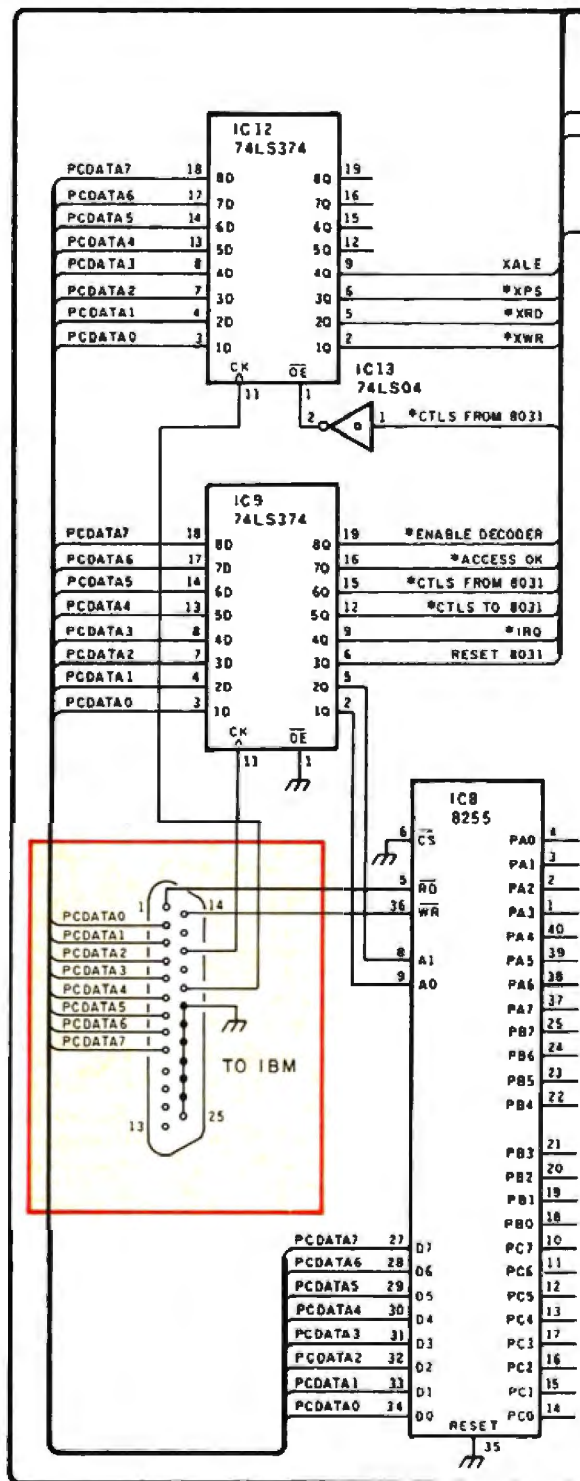 IC12
74LS374
PCDATA7 18 8D 8Q 19
PCDATA6 17 7D 7Q 16
PCDATA5 14 6D 6Q 15
PCDATA4 13 5D 5Q 12
PCDATA3 8 4D 4Q 9 XALE
PCDATA2 7 3D 3Q 6 *XPS
PCDATA1 4 2D 2Q 5 *XRD
PCDATA0 3 1D 1Q 2 *XWR
CK OE
11 1
IC13
74LS04
2 1 *CTLS FROM 8031
IC9
74LS374
PCDATA7 18 8D 8Q 19 *ENABLE DECODER
PCDATA6 17 7D 7Q 16 *ACCESS OK
PCDATA5 14 6D 6Q 15 *CTLS FROM 8031
PCDATA4 13 5D 5Q 12 *CTLS TO 8031
PCDATA3 8 4D 4Q 9 *IRQ
PCDATA2 7 3D 3Q 6 RESET 8031
PCDATA1 4 2D 2Q 5
PCDATA0 3 1D 1Q 2
CK OE
11 1
IC8
8255
6 CS PA0 4
PA1 3
5 RD PA2 2
36 WR PA3 1
PA4 40
8 A1 PA5 39
9 A0 PA6 38
PA7 37
PB7 25
PB6 24
PB5 23
PB4 22
PB3 21
PB2 20
PB1 19
PB0 18
PCDATA7 27 D7 PC7 10
PCDATA6 28 D6 PC6 11
PCDATA5 29 D5 PC5 12
PCDATA4 30 D4 PC4 13
PCDATA3 31 D3 PC3 17
PCDATA2 32 D2 PC2 16
PCDATA1 33 D1 PC1 15
PCDATA0 34 D0 PC0 14
RESET
35
1 14
PCDATA0
PCDATA1
PCDATA2
PCDATA3
PCDATA4
PCDATA5
PCDATA6
PCDATA7
TO IBM
13 25